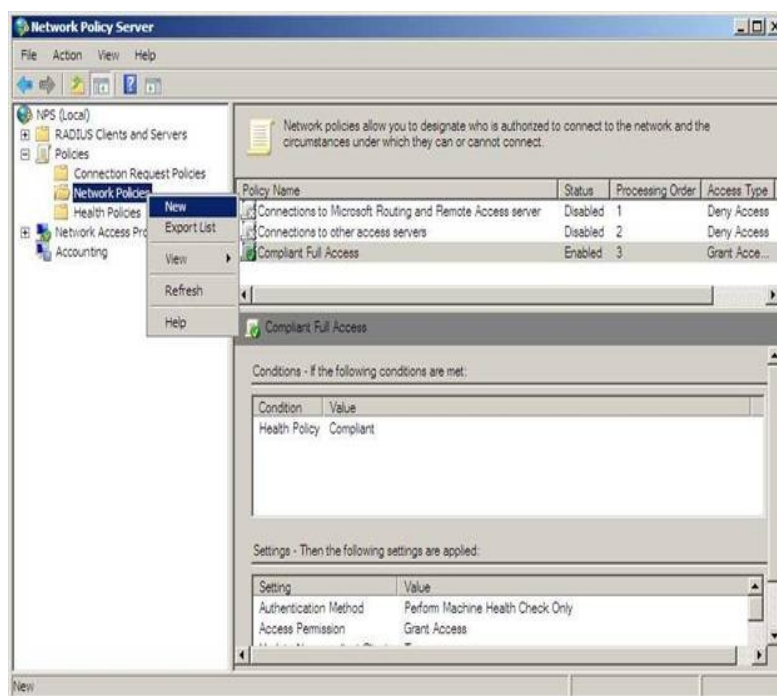 Network Policy Server
File Action View Help
NPS (Local)
RADIUS Clients and Servers
Policies
Connection Request Policies
Network Policies
Health Policies
Network Access Pro
Accounting
New
Export List
View
Refresh
Help
Network policies allow you to designate who is authorized to connect to the network and the
circumstances under which they can or cannot connect.
Policy Name Status Processing Order Access Type
Connections to Microsoft Routing and Remote Access server Disabled 1 Deny Access
Connections to other access servers Disabled 2 Deny Access
Compliant Full Access Enabled 3 Grant Acce...
Compliant Full Access
Conditions - If the following conditions are met:
Condition Value
Health Policy Compliant
Settings - Then the following settings are applied:
Setting Value
Authentication Method Perform Machine Health Check Only
Access Permission Grant Access
New